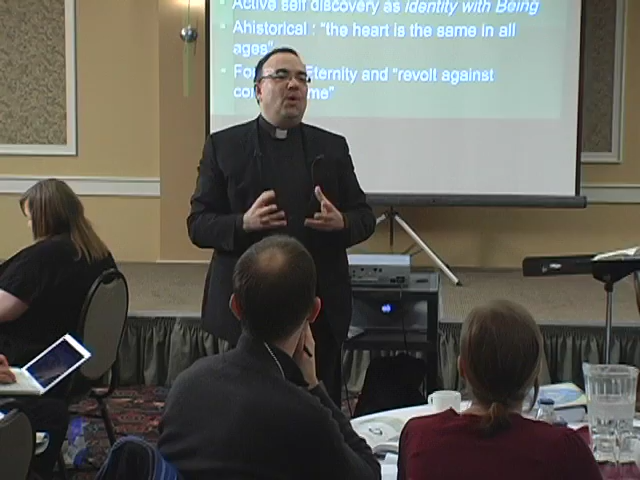 Active self discovery as identity with Being
Ahistorical : "the heart is the same in all
ages"
Eternity and "revolt against